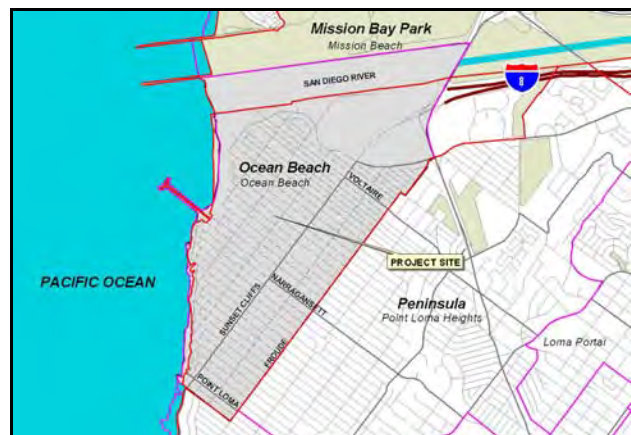 Mission Bay Park
Mission Beach
SAN DIEGO RIVER
8
Ocean Beach
Ocean Beach
VOLTAIRE
PROJECT SITE
PACIFIC OCEAN
SUNSET CLIFFS
NARRAGANSETT
Peninsula
Point Loma Heights
Loma Portal
FROUDE
POINT LOMA